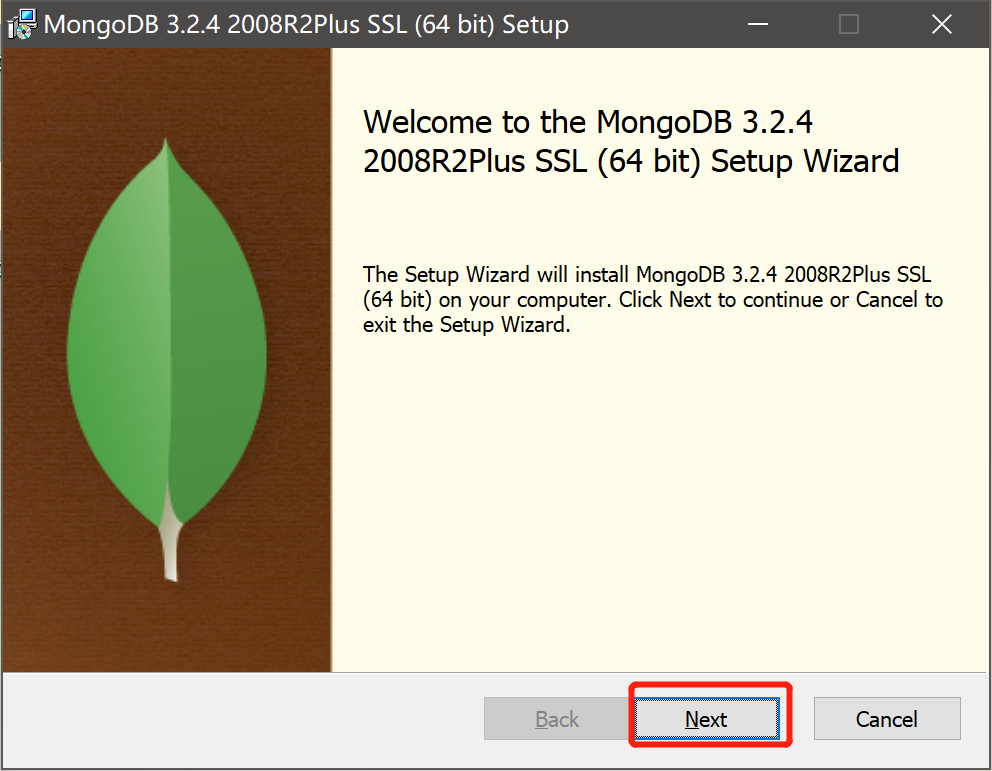 MongoDB 3.2.4 2008R2Plus SSL (64 bit) Setup
Welcome to the MongoDB 3.2.4
2008R2Plus SSL (64 bit) Setup Wizard
The Setup Wizard will install MongoDB 3.2.4 2008R2Plus SSL
(64 bit) on your computer. Click Next to continue or Cancel to
exit the Setup Wizard.
Back
Next
Cancel